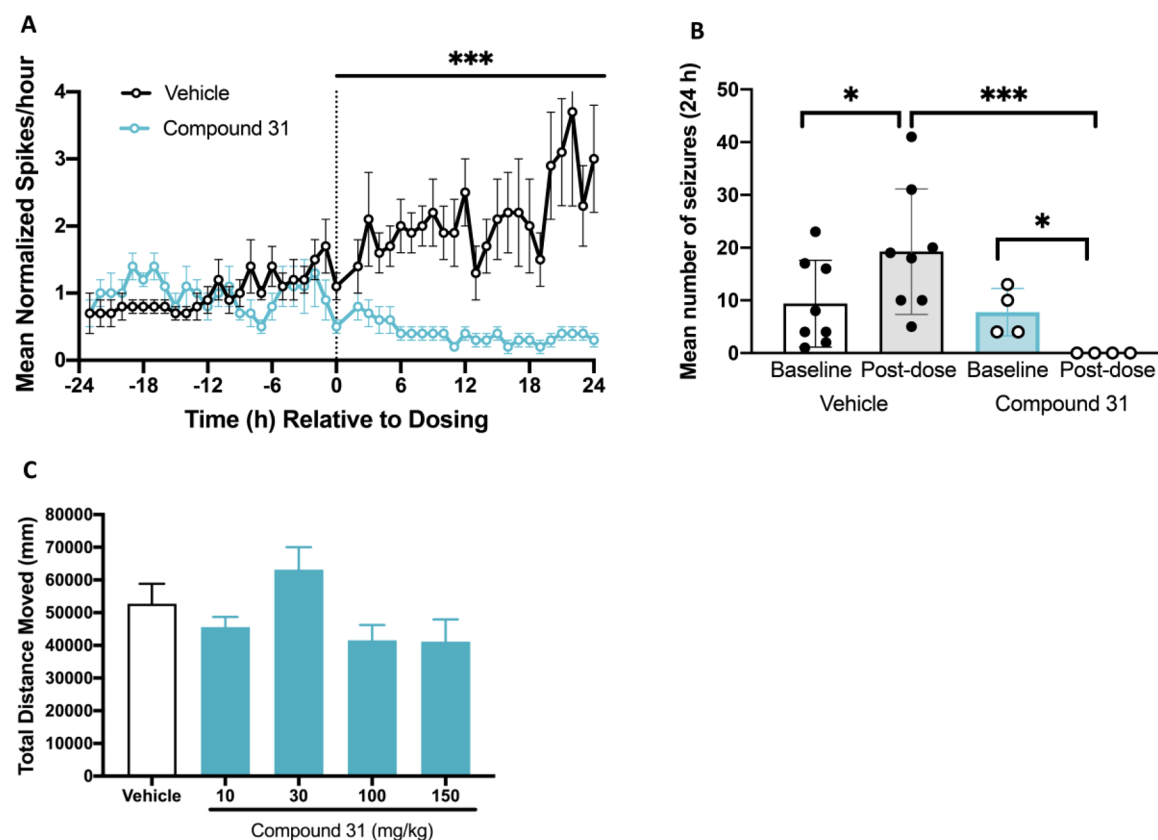 A
Mean Normalized Spikes/hour
***
Vehicle
Compound 31
4
3
2
1
0
-24 -18 -12 -6 0 6 12 18 24
Time (h) Relative to Dosing
B
Mean number of seizures (24 h)
50
40
30
20
10
0
* ***
*
Baseline Post-dose Baseline Post-dose
Vehicle Compound 31
C
Total Distance Moved (mm)
80000
70000
60000
50000
40000
30000
20000
10000
0
Vehicle 10 30 100 150
Compound 31 (mg/kg)